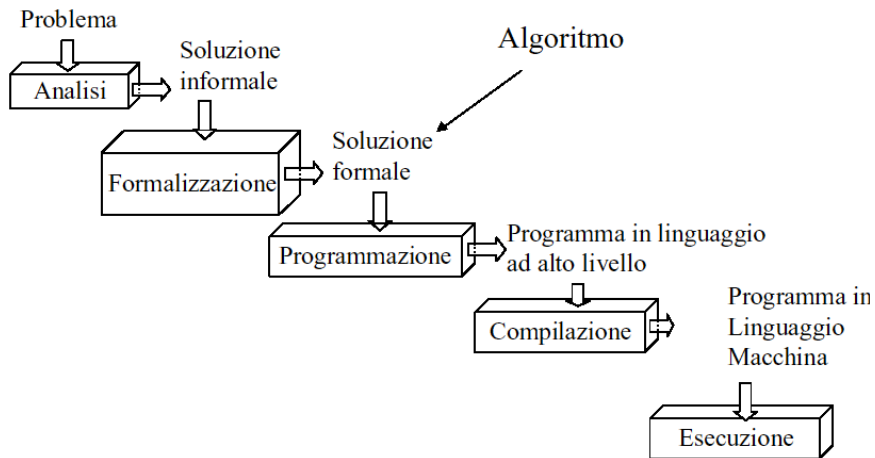 Problema
Analisi
Soluzione
informale
Algoritmo
Formalizzazione
Soluzione
formale
Programmazione
Programma in linguaggio
ad alto livello
Compilazione
Programma in
Linguaggio
Macchina
Esecuzione